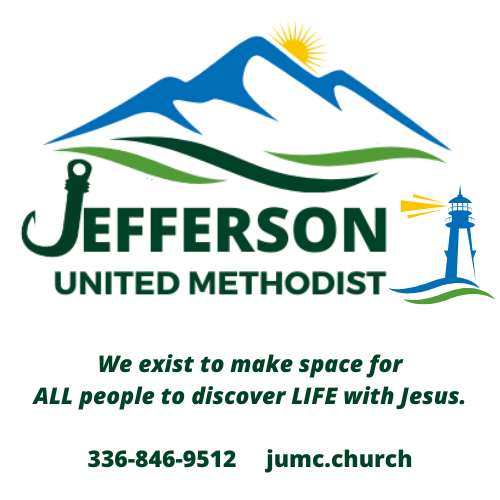 JEFFERSON
UNITED METHODIST
We exist to make space for
ALL people to discover LIFE with Jesus.
336-846-9512 jumc.church